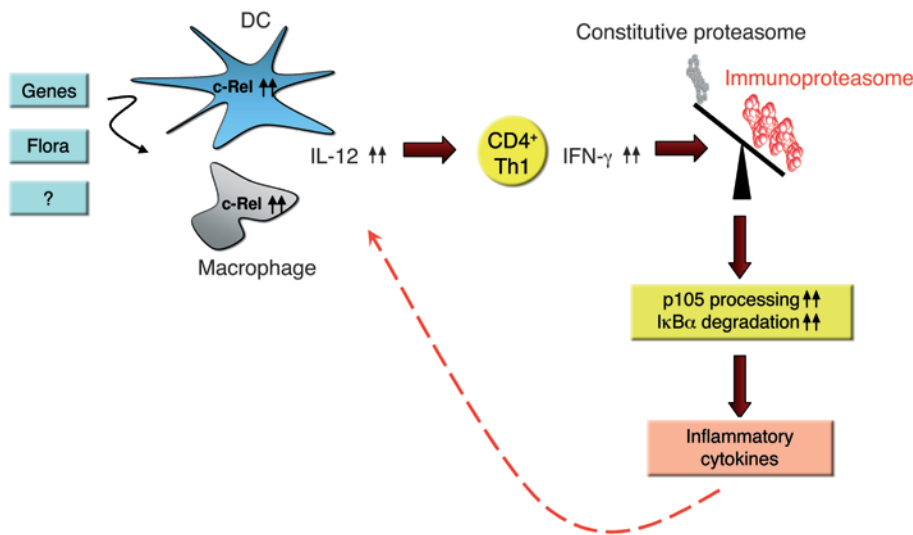 DC
Constitutive proteasome
Immunoproteasome
Genes
Flora
?
c-Rel ↑↑
IL-12 ↑↑
CD4+
Th1
IFN-γ ↑↑
c-Rel ↑↑
Macrophage
p105 processing ↑↑
IκBα degradation ↑↑
Inflammatory
cytokines